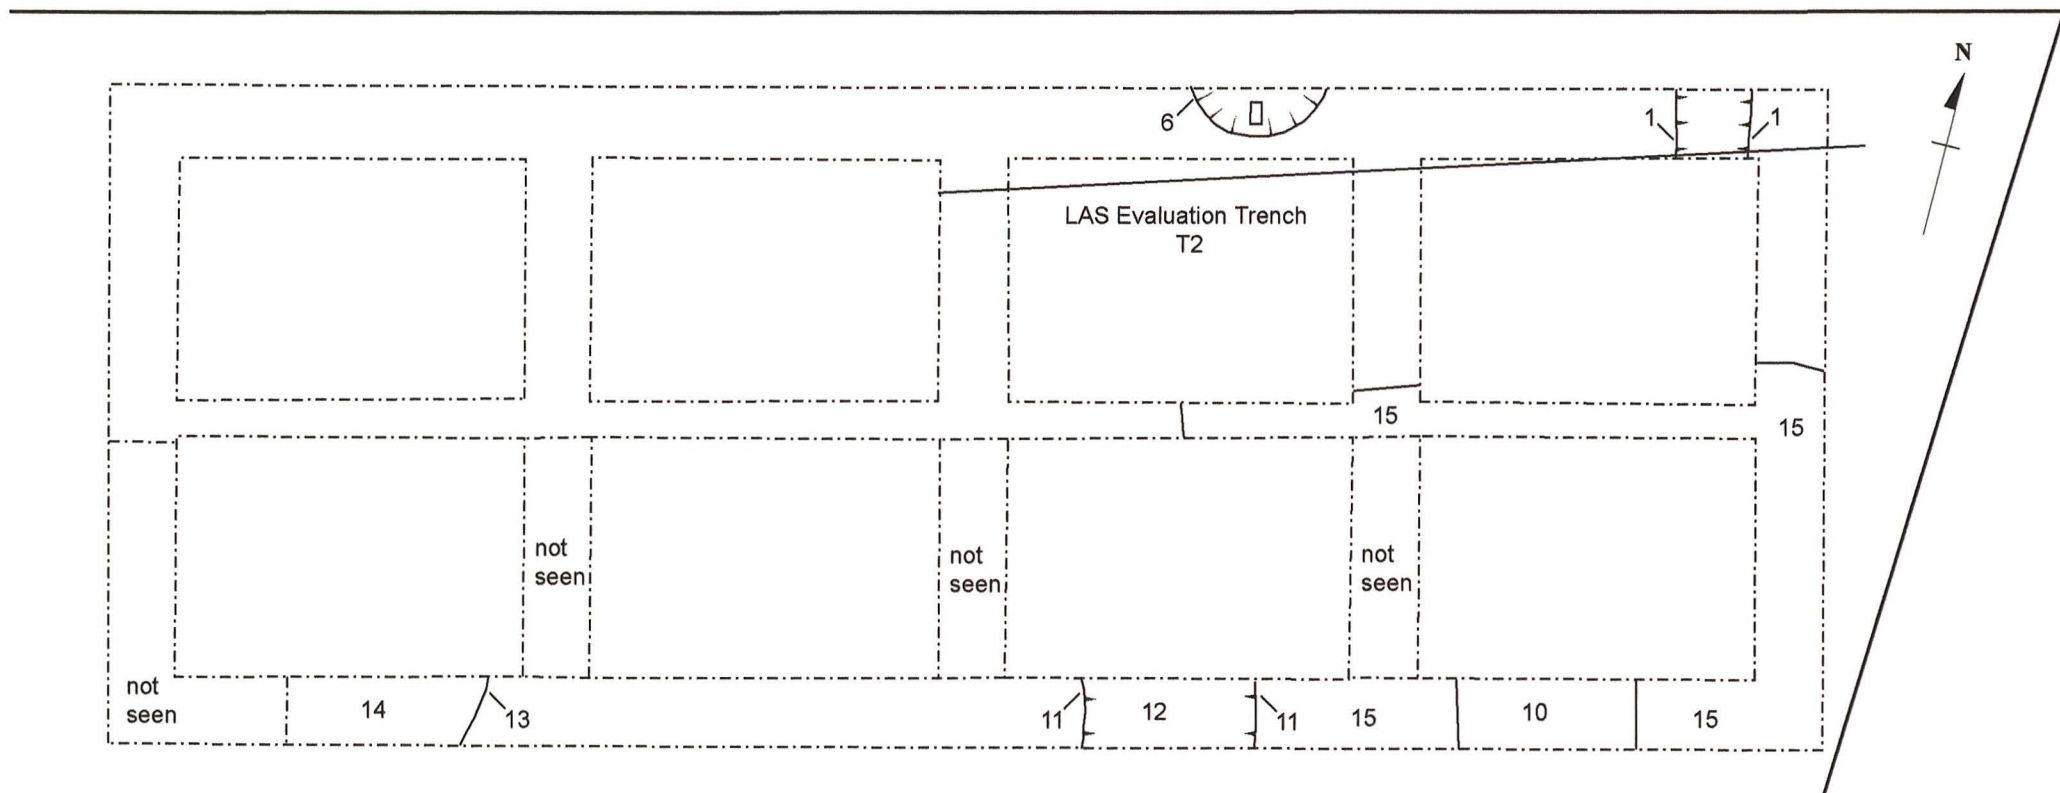 N
6
1
1
LAS Evaluation Trench
T2
15
15
not
seen
not
seen
not
seen
not
seen
14
13
11
12
11
15
10
15